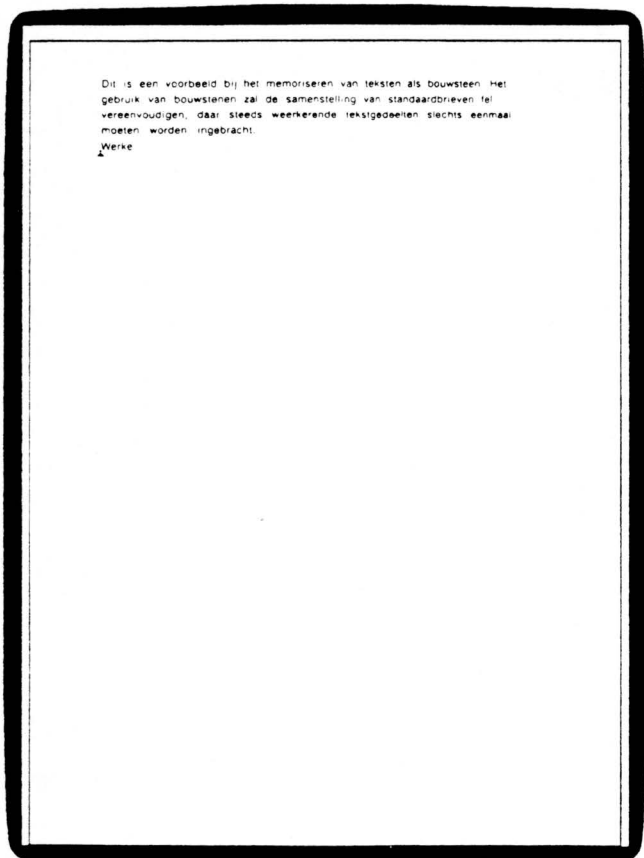 Dit is een voorbeeld bij het memoriseren van teksten als bouwsteen Het
gebruik van bouwstenen zal de samenstelling van standaardbrieven fel
vereenvoudigen, daar steeds weerkerende tekstgedeelten slechts eenmaal
moeten worden ingebracht.
Werke